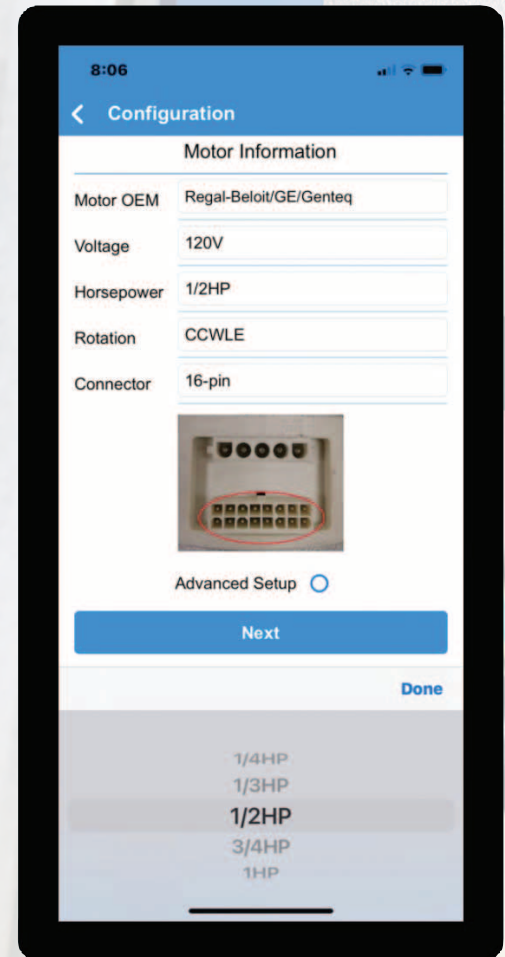 8:06
Configuration
Motor Information
Motor OEM Regal-Beloit/GE/Genteq
Voltage 120V
Horsepower 1/2HP
Rotation CCWLE
Connector 16-pin
Advanced Setup
Next
Done
1/4HP
1/3HP
1/2HP
3/4HP
1HP